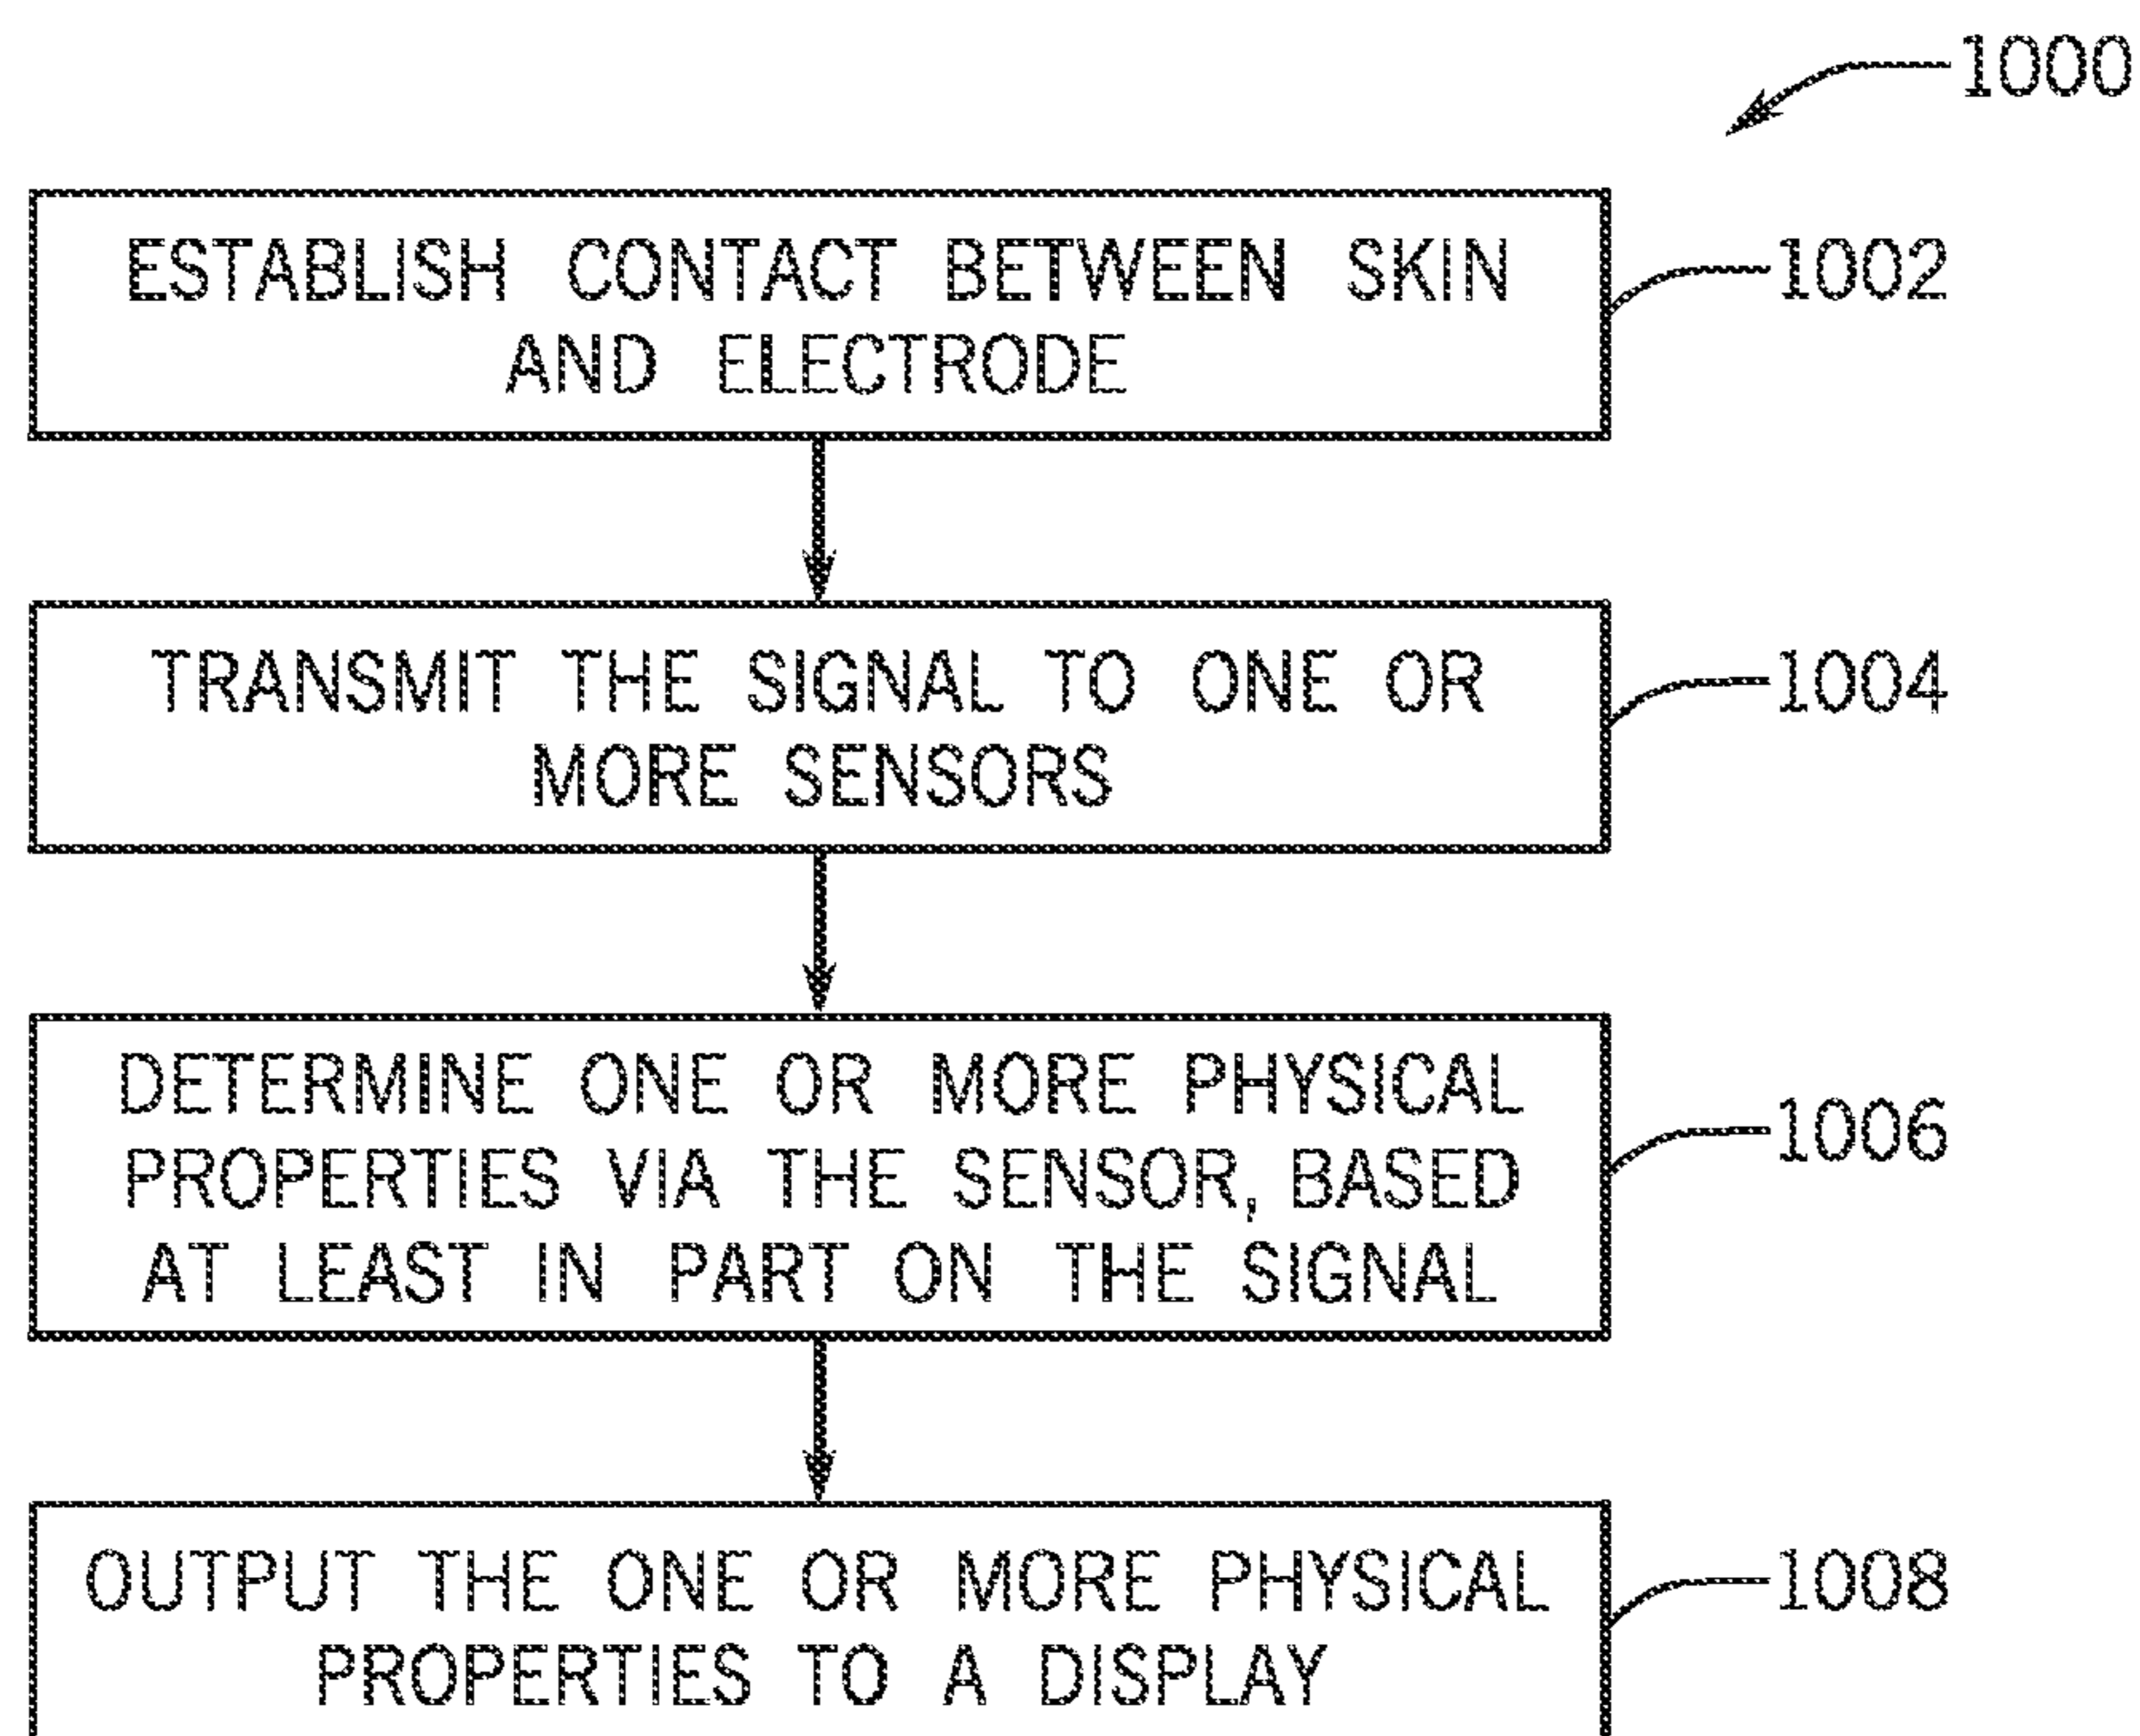 1000
ESTABLISH CONTACT BETWEEN SKIN
AND ELECTRODE
1002
TRANSMIT THE SIGNAL TO ONE OR
MORE SENSORS
1004
DETERMINE ONE OR MORE PHYSICAL
PROPERTIES VIA THE SENSOR, BASED
AT LEAST IN PART ON THE SIGNAL
1006
OUTPUT THE ONE OR MORE PHYSICAL
PROPERTIES TO A DISPLAY
1008